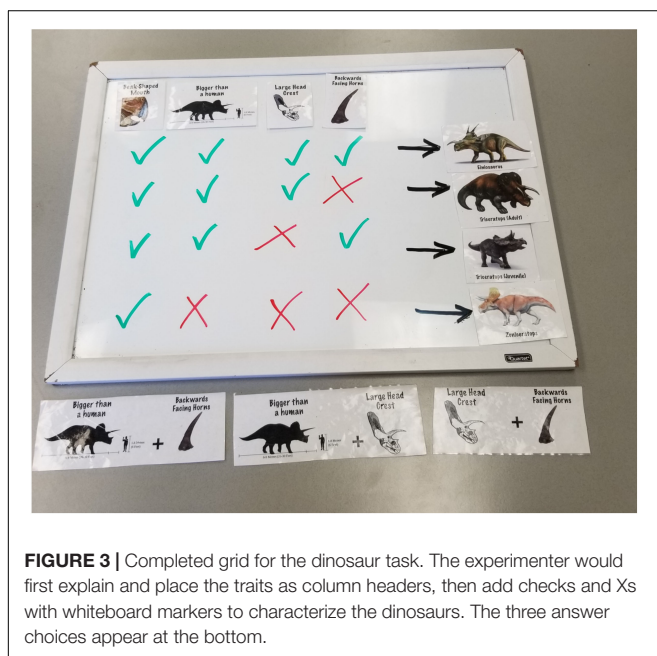 Beak-Shaped
Mouth
Bigger than
a human
Large Head
Crest
Backwards
Facing Horns
Einiosaurus
Triceratops (Adult)
Triceratops (Juvenile)
Zuniceratops
Quartet
Bigger than
a human
+
Backwards
Facing Horns
Bigger than
a human
+
Large Head
Crest
Large Head
Crest
+
Backwards
Facing Horns
FIGURE 3 | Completed grid for the dinosaur task. The experimenter would
first explain and place the traits as column headers, then add checks and Xs
with whiteboard markers to characterize the dinosaurs. The three answer
choices appear at the bottom.